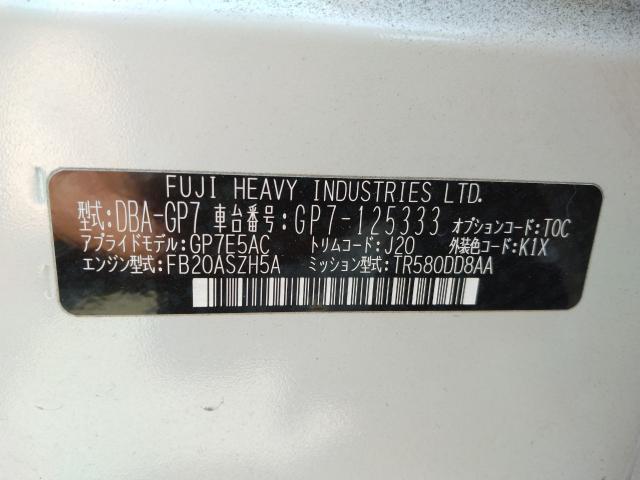 FUJI HEAVY INDUSTRIES LTD.
型式:DBA-GP7 車台番号:GP7-125333 オプションコード:TOC
アプライドモデル:GP7E5AC トリムコード:J20 外装色コード:K1X
エンジン型式:FB20ASZH5A ミッション型式:TR580DD8AA